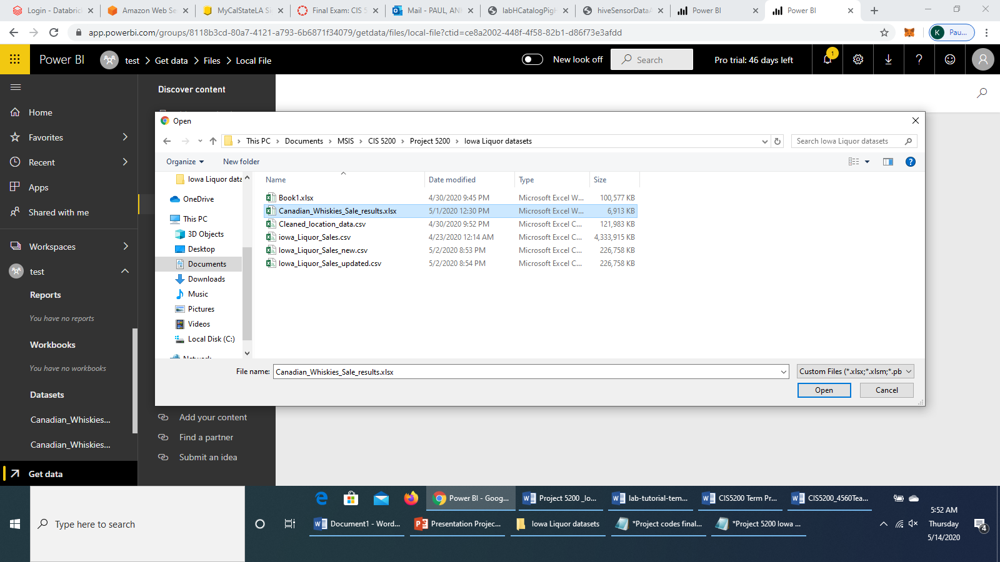 Login - Databric
Amazon Web Se
MyCalStateLA Si
Final Exam: CIS 5
Mail - PAUL, AN
labHCatalogPigH
hiveSensorData
Power BI
Power BI
app.powerbi.com/groups/8118b3cd-80a7-4121-a793-6b6871f34079/getdata/files/local-file?ctid=ce8a2002-448f-4f58-82b1-d86f73e3afdd
K Pau...
Power BI
test > Get data > Files > Local File
New look off
Search
Pro trial: 46 days left
1
?
Discover content
Home
Favorites
Recent
Apps
Shared with me
Workspaces
test
Reports
You have no reports
Workbooks
You have no workbooks
Datasets
Canadian_Whiskies...
Canadian_Whiskies...
Get data
Open
This PC > Documents > MSIS > CIS 5200 > Project 5200 > Iowa Liquor datasets
Search Iowa Liquor datasets
Organize
New folder
?
Iowa Liquor data
OneDrive
This PC
3D Objects
Desktop
Documents
Downloads
Music
Pictures
Videos
Local Disk (C:)
Network
Name Date modified Type Size
Book1.xlsx 4/30/2020 9:45 PM Microsoft Excel W... 100,577 KB
Canadian_Whiskies_Sale_results.xlsx 5/1/2020 12:30 PM Microsoft Excel W... 6,913 KB
Cleaned_location_data.csv 4/30/2020 9:52 PM Microsoft Excel C... 121,983 KB
iowa_Liquor_Sales.csv 4/23/2020 12:14 AM Microsoft Excel C... 4,333,915 KB
Iowa_Liquor_Sales_new.csv 5/2/2020 8:53 PM Microsoft Excel C... 226,758 KB
Iowa_Liquor_Sales_updated.csv 5/2/2020 8:54 PM Microsoft Excel C... 226,758 KB
File name: Canadian_Whiskies_Sale_results.xlsx
Custom Files (*.xlsx;*.xlsm;*.pb
Open
Cancel
Add your content
Find a partner
Submit an idea
Type here to search
Power BI - Goog...
Project 5200 _Io...
lab-tutorial-tem...
CIS5200 Term Pr...
CIS5200_4560Tea...
Document1 - Word...
Presentation Projec...
Iowa Liquor datasets
*Project codes final...
*Project 5200 Iowa ...
5:52 AM
Thursday
5/14/2020
4